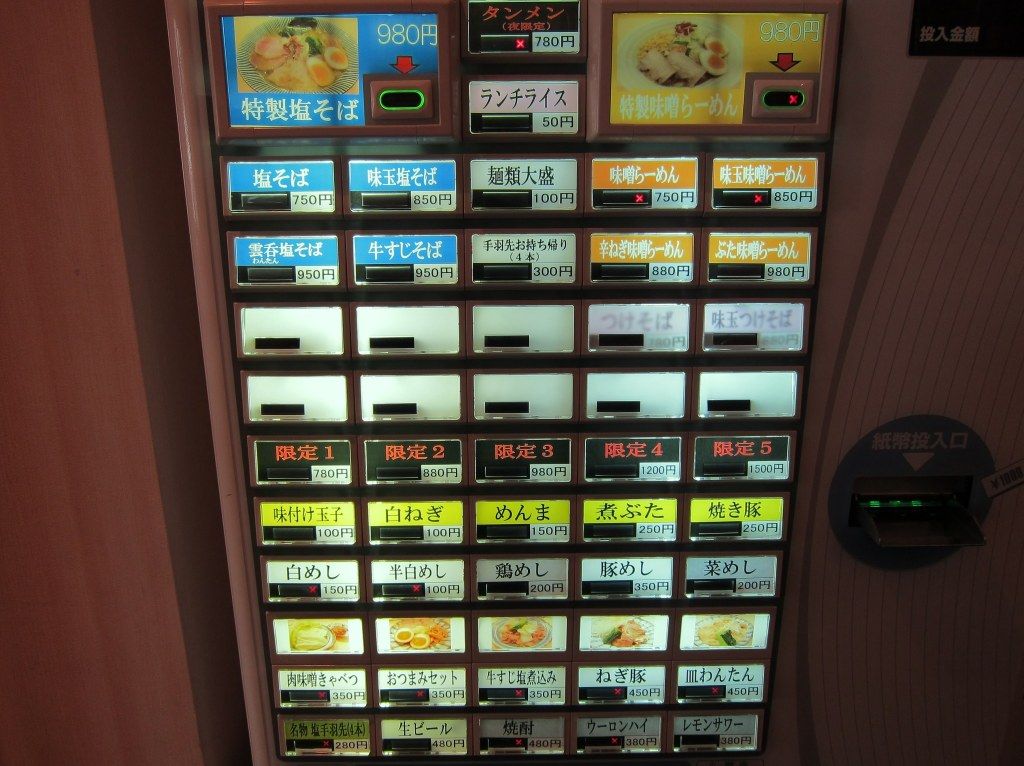 980円
特製塩そば
タンメン
(夜限定)
780円
ランチライス
50円
980円
特製味噌らーめん
投入金額
塩そば
750円
味玉塩そば
850円
麺類大盛
100円
味噌らーめん
750円
味玉味噌らーめん
850円
雲呑塩そば
わんたん
950円
牛すじそば
950円
手羽先お持ち帰り
(4本)
300円
辛ねぎ味噌らーめん
880円
ぶた味噌らーめん
980円
つけそば
味玉つけそば
限定1
780円
限定2
880円
限定3
980円
限定4
1200円
限定5
1500円
紙幣投入口
¥1000
味付け玉子
100円
白ねぎ
100円
めんま
150円
煮ぶた
250円
焼き豚
250円
白めし
150円
半白めし
100円
鶏めし
200円
豚めし
350円
菜めし
200円
肉味噌きゃべつ
350円
おつまみセット
350円
牛すじ塩煮込み
350円
ねぎ豚
450円
皿わんたん
450円
名物 塩手羽先(4本)
280円
生ビール
480円
焼酎
480円
ウーロンハイ
380円
レモンサワー
380円